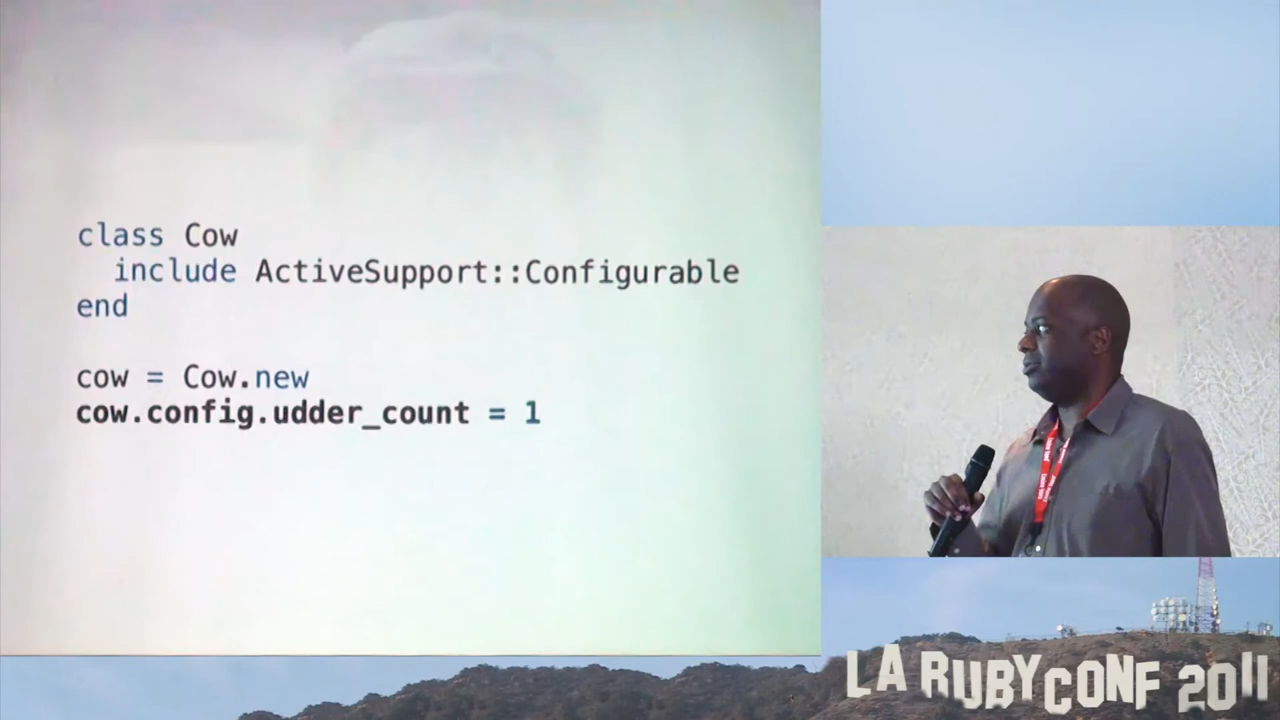 class Cow
  include ActiveSupport::Configurable
end
cow = Cow.new
cow.config.udder_count = 1
LA RUBYCONF 2011